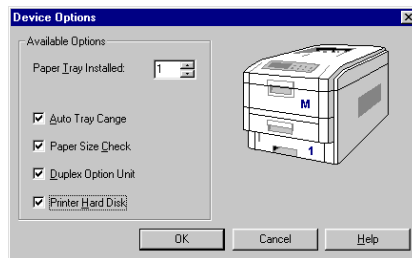 Device Options
Available Options
Paper Tray Installed: 1
Auto Tray Cange
Paper Size Check
Duplex Option Unit
Printer Hard Disk
M
1
OK Cancel Help